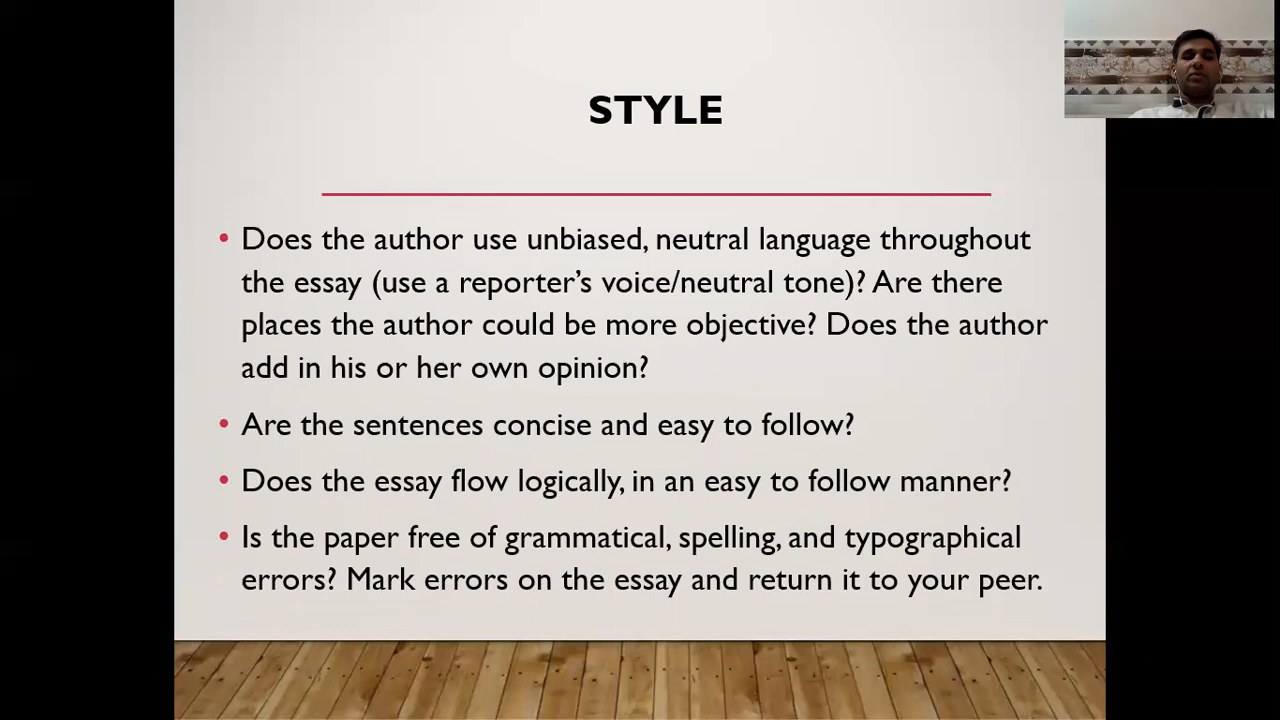 STYLE
• Does the author use unbiased, neutral language throughout
the essay (use a reporter's voice/neutral tone)? Are there
places the author could be more objective? Does the author
add in his or her own opinion?
• Are the sentences concise and easy to follow?
• Does the essay flow logically, in an easy to follow manner?
• Is the paper free of grammatical, spelling, and typographical
errors? Mark errors on the essay and return it to your peer.